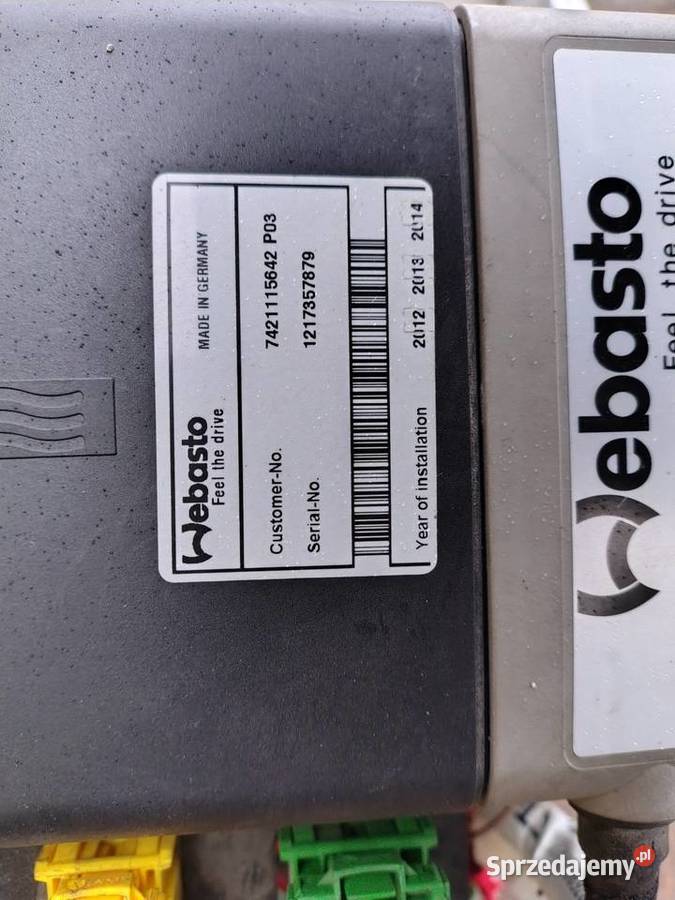 Webasto
Feel the drive
MADE IN GERMANY
Customer-No. 7421115642 P03
Serial-No. 1217357879
Year of installation 2012 2013 2014
Webasto
Feel the drive
Sprzedajemy.pl